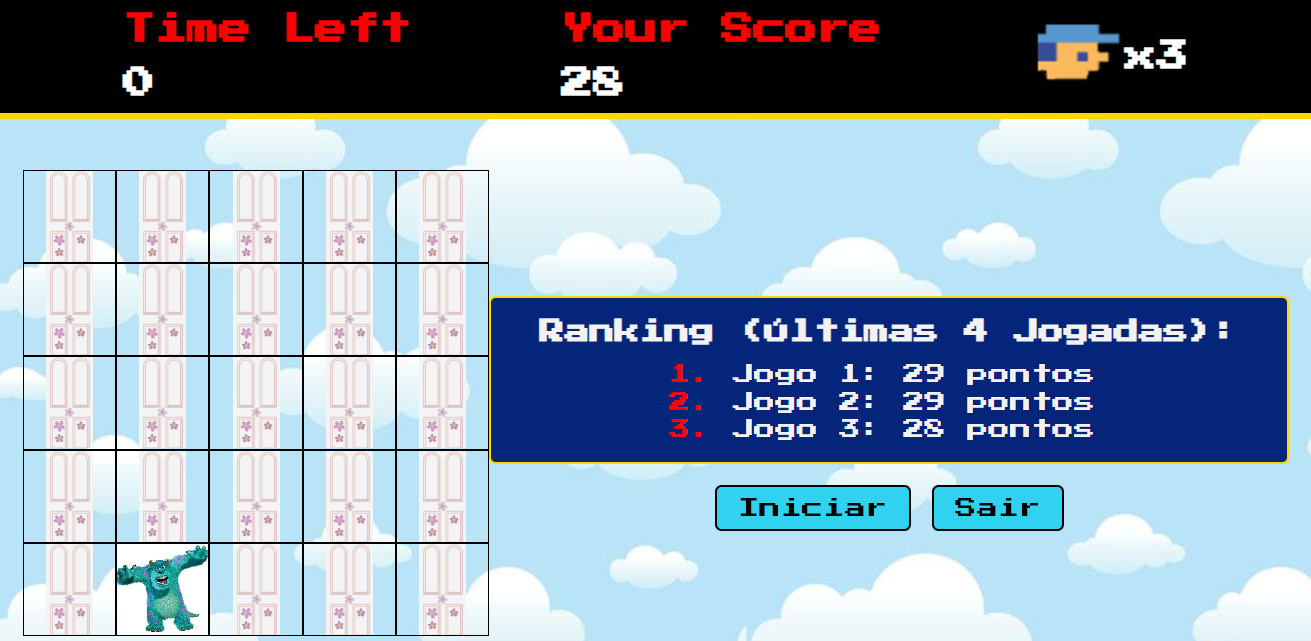 Time Left
0
Your Score
28
x3
Ranking (últimas 4 Jogadas):
1. Jogo 1: 29 pontos
2. Jogo 2: 29 pontos
3. Jogo 3: 28 pontos
Iniciar
Sair